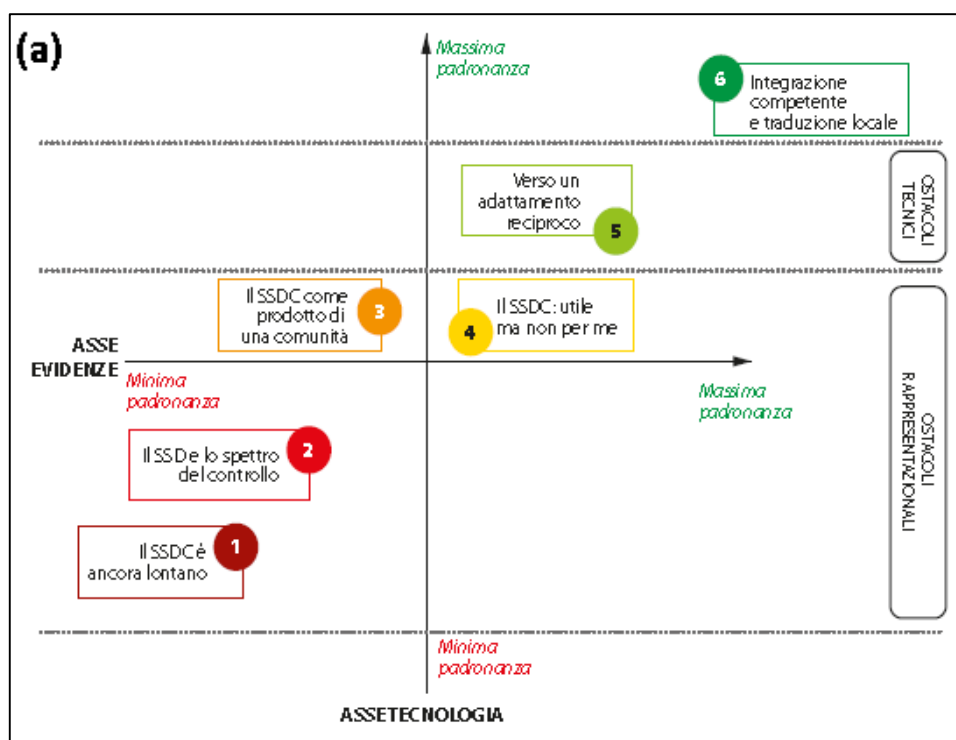 (a)
Massima
padronanza
6
Integrazione
competente
e traduzione locale
OSTACOLI
TECNICI
Verso un
adattamento
reciproco
5
Il SSDC come
prodotto di
una comunità
3
4
Il SSDC: utile
ma non per me
ASSE
EVIDENZE
Minima
padronanza
Massima
padronanza
OSTACOLI
RAPPRESENTAZIONALI
Il SSD e lo spettro
del controllo
2
Il SSDC è
ancora lontano
1
Minima
padronanza
ASSETECNOLOGIA